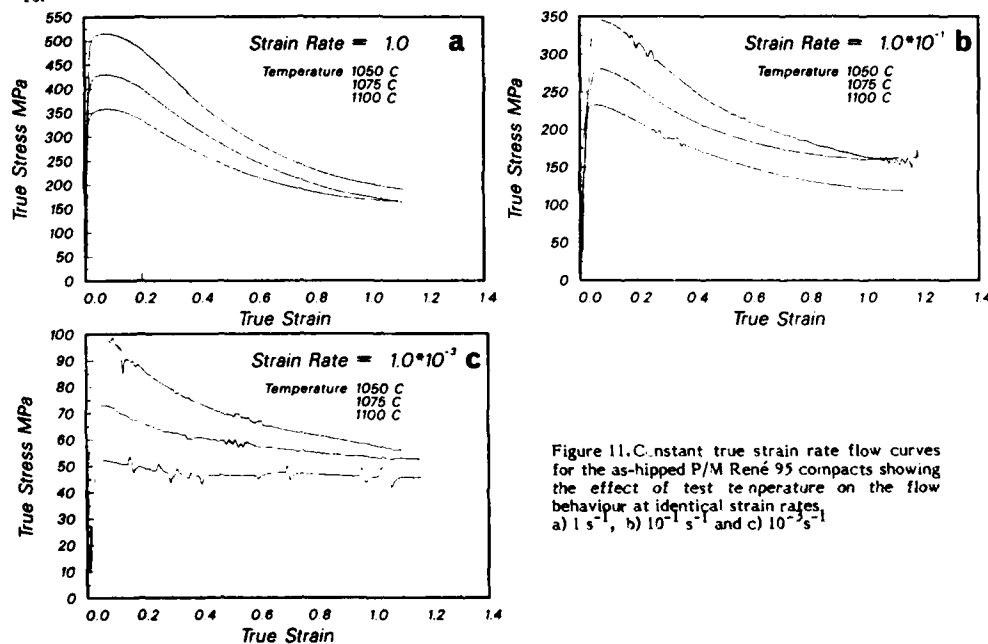 550
500
450
400
350
300
250
200
150
100
50
0
True Stress MPa
Strain Rate = 1.0
a
Temperature 1050 C
1075 C
1100 C
0.0 0.2 0.4 0.6 0.8 1.0 1.2 1.4
True Strain
350
300
250
200
150
100
50
0
True Stress MPa
Strain Rate = 1.0*10⁻¹
b
Temperature 1050 C
1075 C
1100 C
0.0 0.2 0.4 0.6 0.8 1.0 1.2 1.4
True Strain
100
90
80
70
60
50
40
30
20
10
0
True Stress MPa
Strain Rate = 1.0*10⁻³
c
Temperature 1050 C
1075 C
1100 C
0.0 0.2 0.4 0.6 0.8 1.0 1.2 1.4
True Strain
Figure 11. Constant true strain rate flow curves
for the as-hipped P/M René 95 compacts showing
the effect of test temperature on the flow
behaviour at identical strain rates
a) 1 s⁻¹, b) 10⁻¹ s⁻¹ and c) 10⁻³s⁻¹